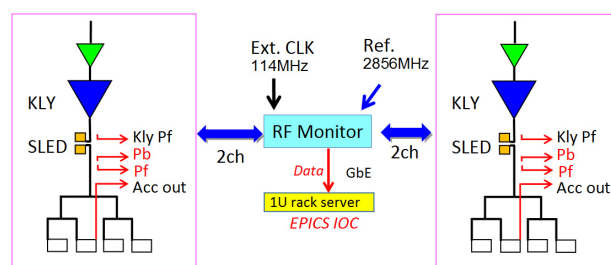 Ext. CLK
114MHz
Ref.
2856MHz
KLY
SLED
Kly Pf
Pb
Pf
Acc out
2ch
RF Monitor
2ch
Data
GbE
1U rack server
EPICS IOC
KLY
SLED
Kly Pf
Pb
Pf
Acc out